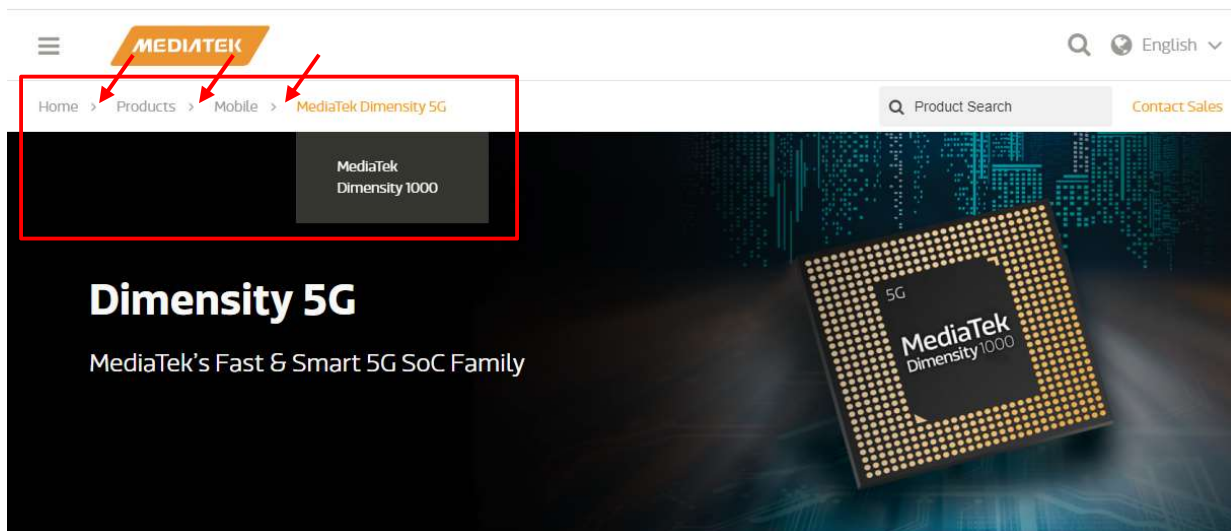 MEDIATEK
English
Home > Products > Mobile > MediaTek Dimensity 5G
Product Search
Contact Sales
MediaTek
Dimensity 1000
Dimensity 5G
MediaTek's Fast & Smart 5G SoC Family
5G
MediaTek
Dimensity 1000